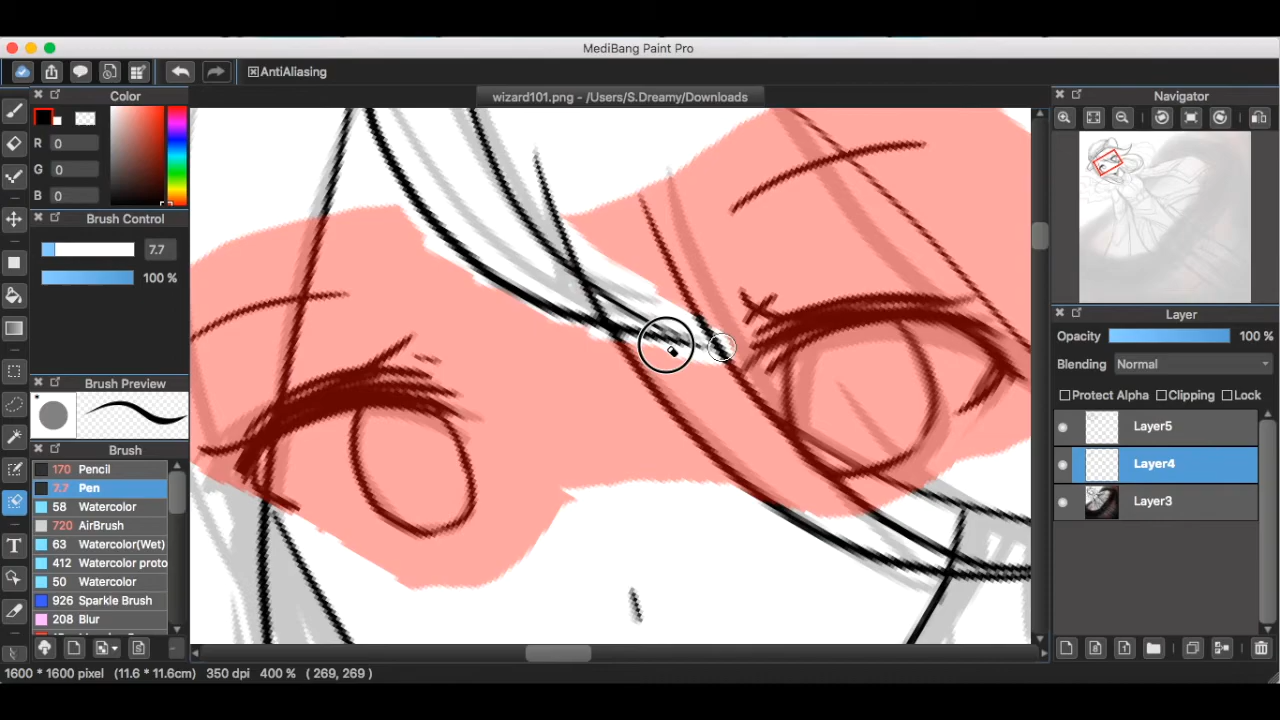 MediBang Paint Pro
AntiAliasing
Color
wizard101.png - /Users/S.Dreamy/Downloads
Navigator
R 0
G 0
B 0
Brush Control
7.7
100 %
Layer
Opacity 100 %
Blending Normal
Protect Alpha Clipping Lock
Brush Preview
Layer5
Brush
170 Pencil
Layer4
7.7 Pen
58 Watercolor
Layer3
720 AirBrush
63 Watercolor(Wet)
412 Watercolor proto
50 Watercolor
926 Sparkle Brush
208 Blur
1600 * 1600 pixel (11.6 * 11.6cm) 350 dpi 400 % ( 269, 269 )